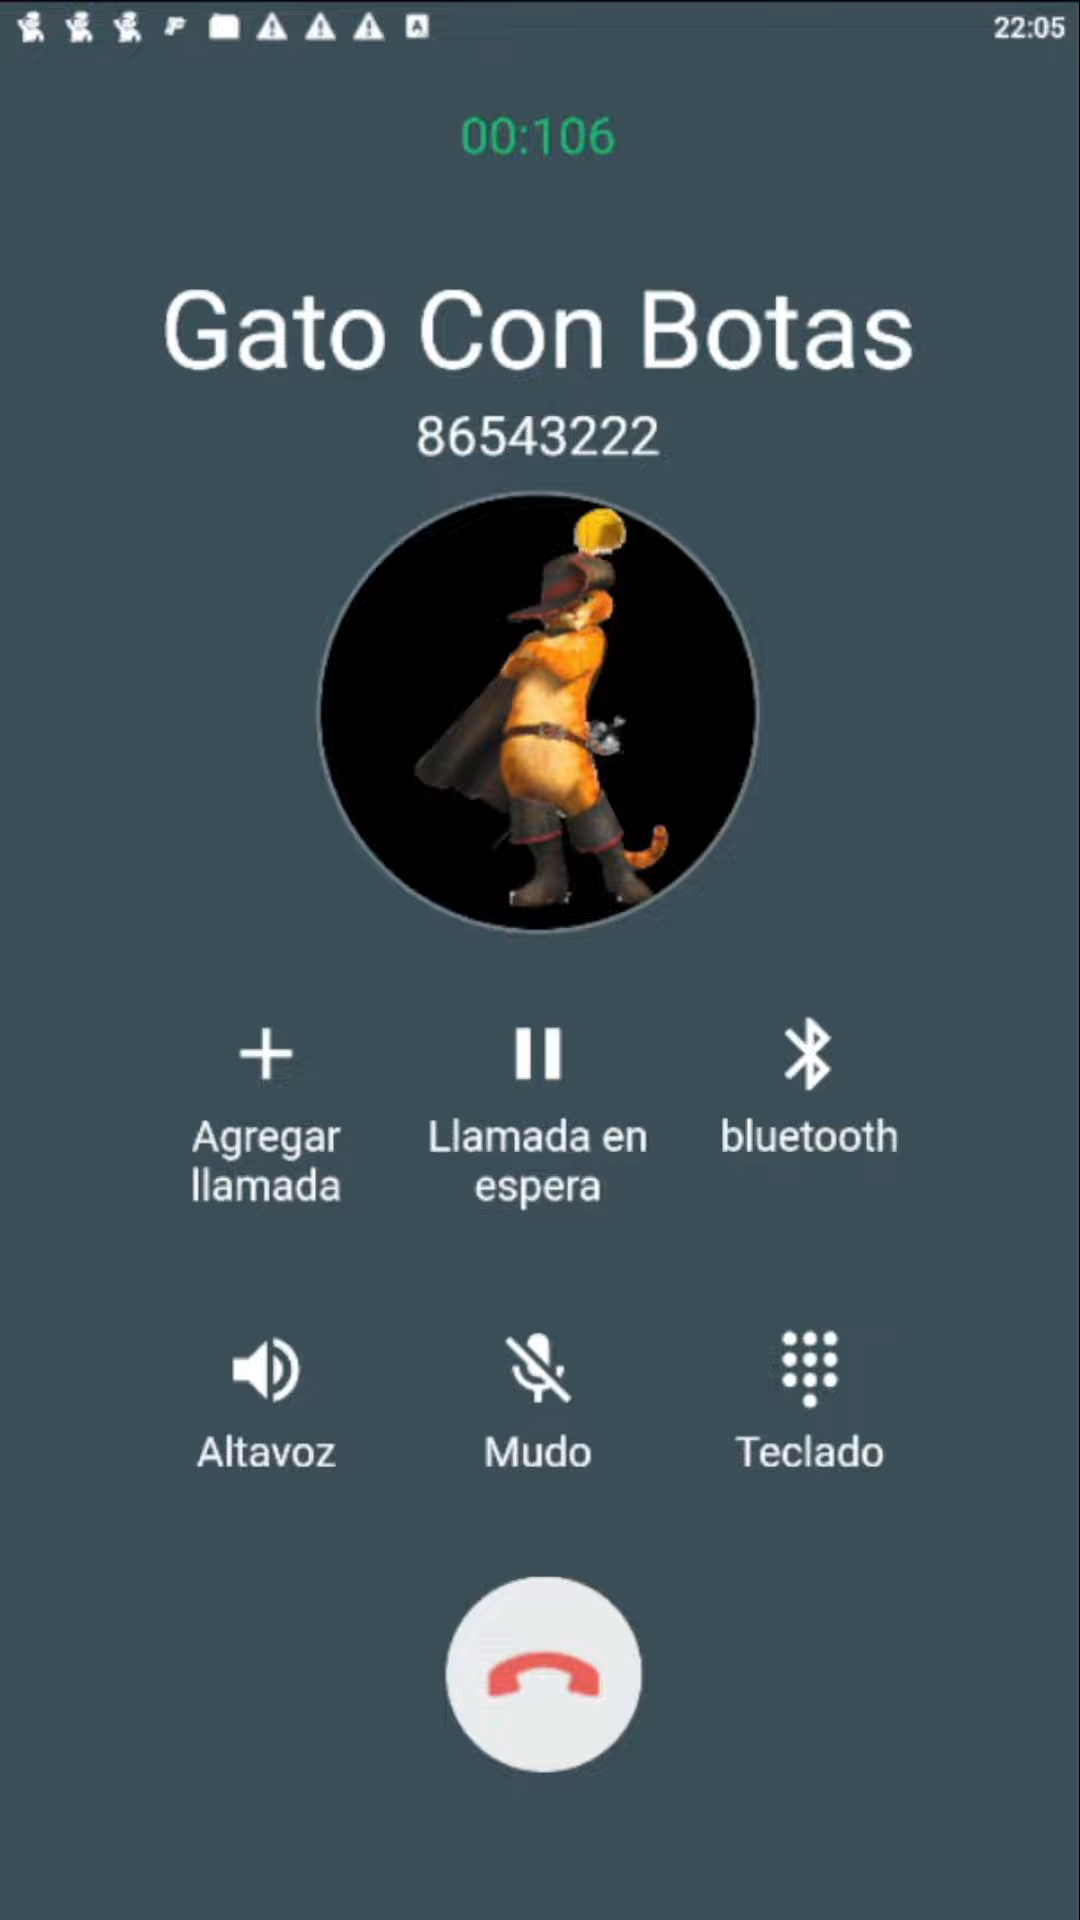 22:05
00:106
Gato Con Botas
86543222
Agregar
llamada
Llamada en
espera
bluetooth
Altavoz
Mudo
Teclado